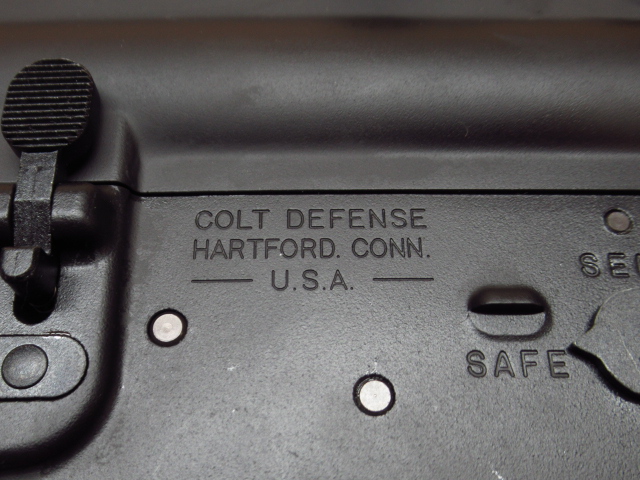 COLT DEFENSE
HARTFORD. CONN.
U.S.A.
SAFE